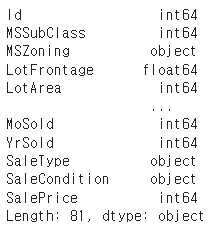 Id int64
MSSubClass int64
MSZoning object
LotFrontage float64
LotArea int64
...
MoSold int64
YrSold int64
SaleType object
SaleCondition object
SalePrice int64
Length: 81, dtype: object